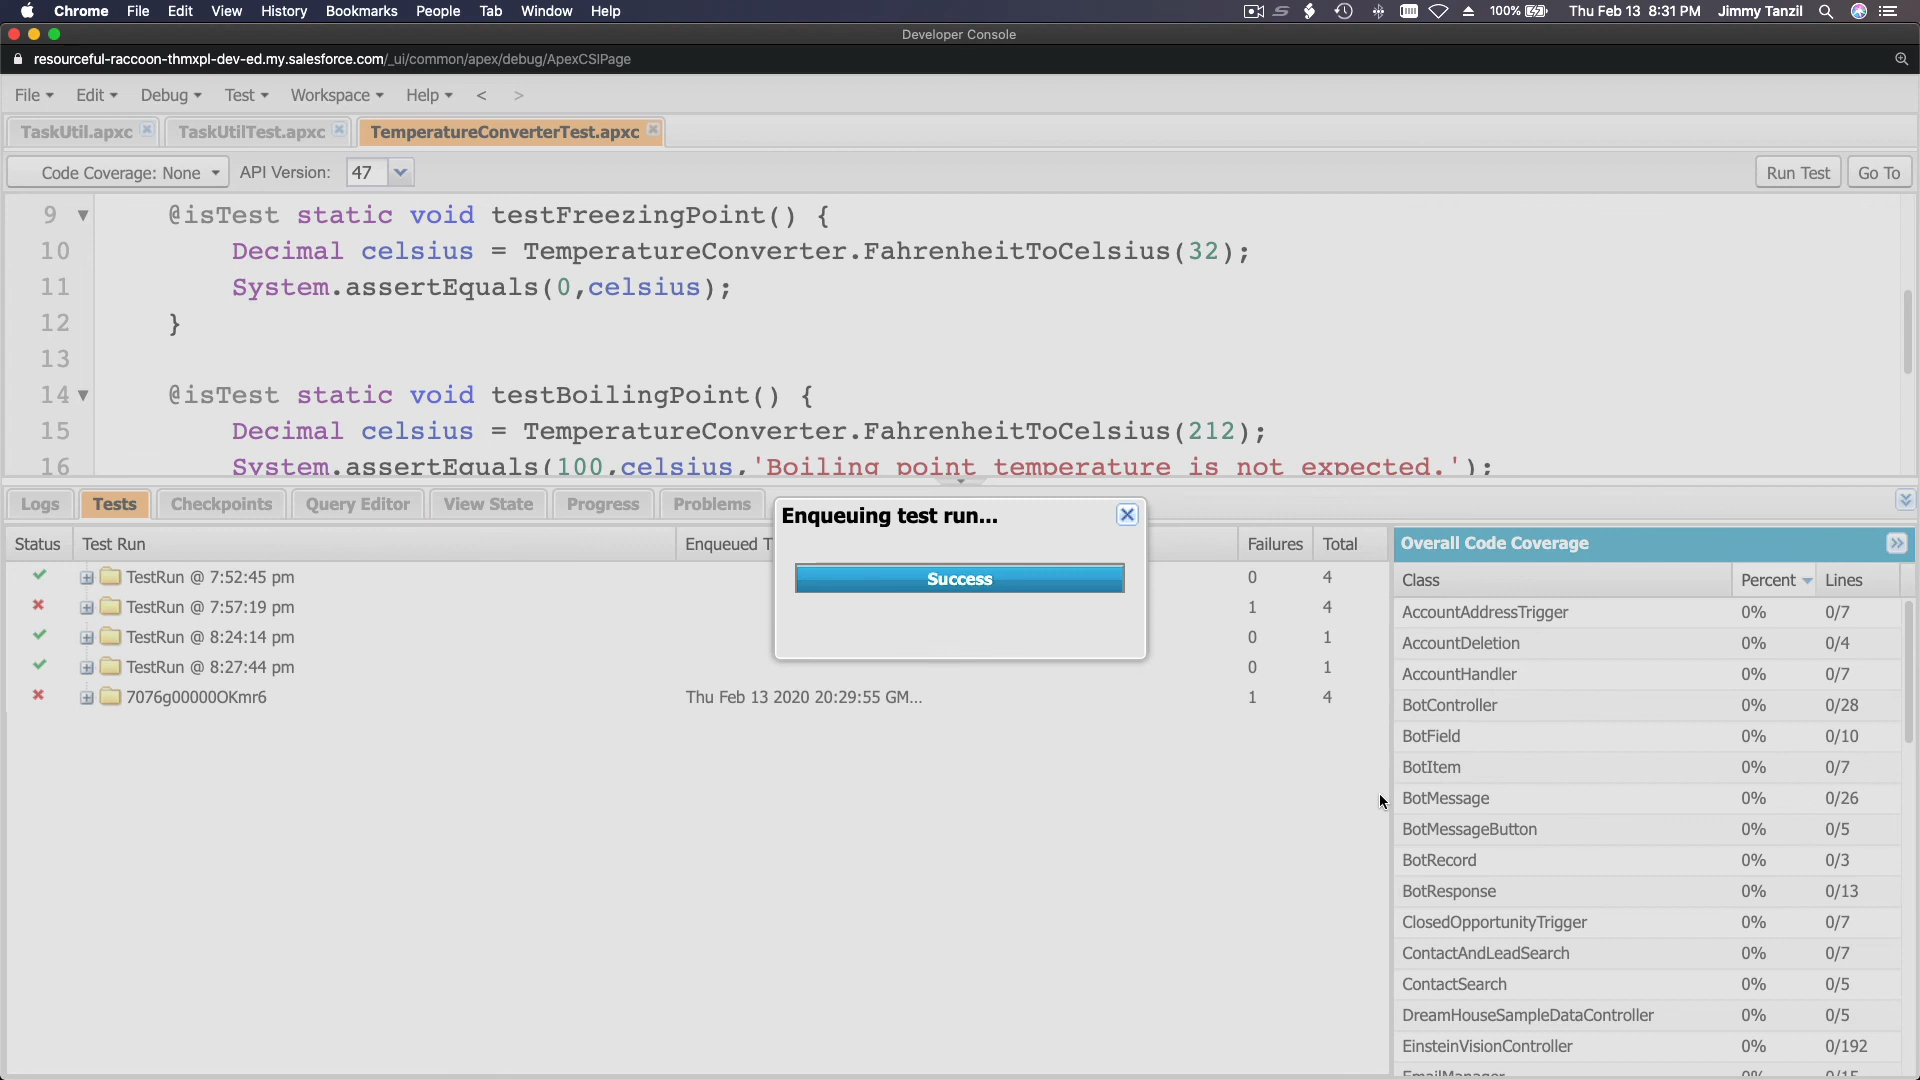 Chrome File Edit View History Bookmarks People Tab Window Help 100% Thu Feb 13 8:31 PM Jimmy Tanzil
Developer Console
resourceful-raccoon-thmxpl-dev-ed.my.salesforce.com/_ui/common/apex/debug/ApexCSIPage
File Edit Debug Test Workspace Help < >
TaskUtil.apxc TaskUtilTest.apxc TemperatureConverterTest.apxc
Code Coverage: None API Version: 47 Run Test Go To
9 @isTest static void testFreezingPoint() {
10 Decimal celsius = TemperatureConverter.FahrenheitToCelsius(32);
11 System.assertEquals(0,celsius);
12 }
13
14 @isTest static void testBoilingPoint() {
15 Decimal celsius = TemperatureConverter.FahrenheitToCelsius(212);
16 System.assertEquals(100,celsius,'Boiling point temperature is not expected.');
Logs Tests Checkpoints Query Editor View State Progress Problems
Enqueuing test run...
Success
Status Test Run Enqueued T Failures Total
TestRun @ 7:52:45 pm 0 4
TestRun @ 7:57:19 pm 1 4
TestRun @ 8:24:14 pm 0 1
TestRun @ 8:27:44 pm 0 1
7076g00000OKmr6 Thu Feb 13 2020 20:29:55 GM... 1 4
Overall Code Coverage
Class Percent Lines
AccountAddressTrigger 0% 0/7
AccountDeletion 0% 0/4
AccountHandler 0% 0/7
BotController 0% 0/28
BotField 0% 0/10
BotItem 0% 0/7
BotMessage 0% 0/26
BotMessageButton 0% 0/5
BotRecord 0% 0/3
BotResponse 0% 0/13
ClosedOpportunityTrigger 0% 0/7
ContactAndLeadSearch 0% 0/7
ContactSearch 0% 0/5
DreamHouseSampleDataController 0% 0/5
EinsteinVisionController 0% 0/192
EmailManager 0% 0/15